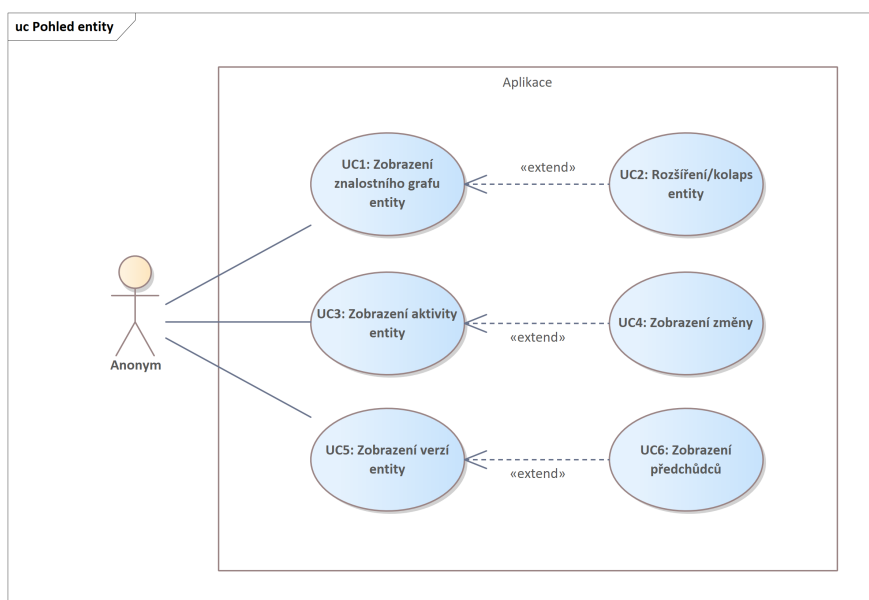 uc Pohled entity
Aplikace
UC1: Zobrazení
znalostního grafu
entity
«extend»
UC2: Rozšíření/kolaps
entity
UC3: Zobrazení aktivity
entity
«extend»
UC4: Zobrazení změny
Anonym
UC5: Zobrazení verzí
entity
«extend»
UC6: Zobrazení
předchůdců